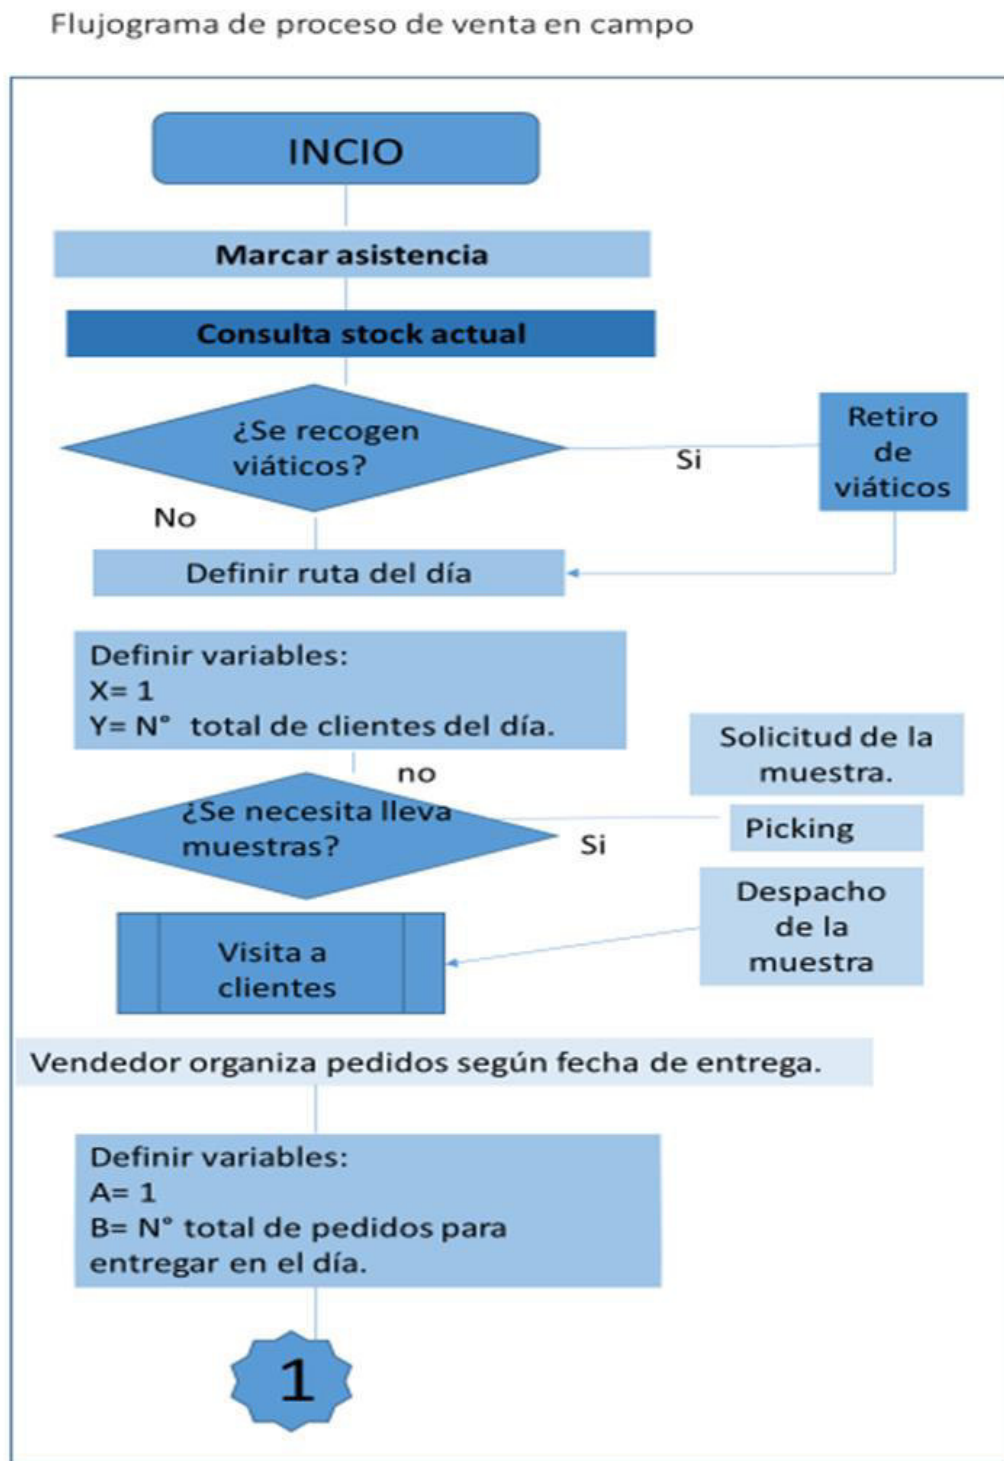 Flujograma de proceso de venta en campo
INCIO
Marcar asistencia
Consulta stock actual
¿Se recogen
viáticos?
Si
Retiro
de
viáticos
No
Definir ruta del día
Definir variables:
X= 1
Y= N° total de clientes del día.
no
¿Se necesita lleva
muestras?
Si
Solicitud de la
muestra.
Picking
Despacho
de la
muestra
Visita a
clientes
Vendedor organiza pedidos según fecha de entrega.
Definir variables:
A= 1
B= N° total de pedidos para
entregar en el día.
1